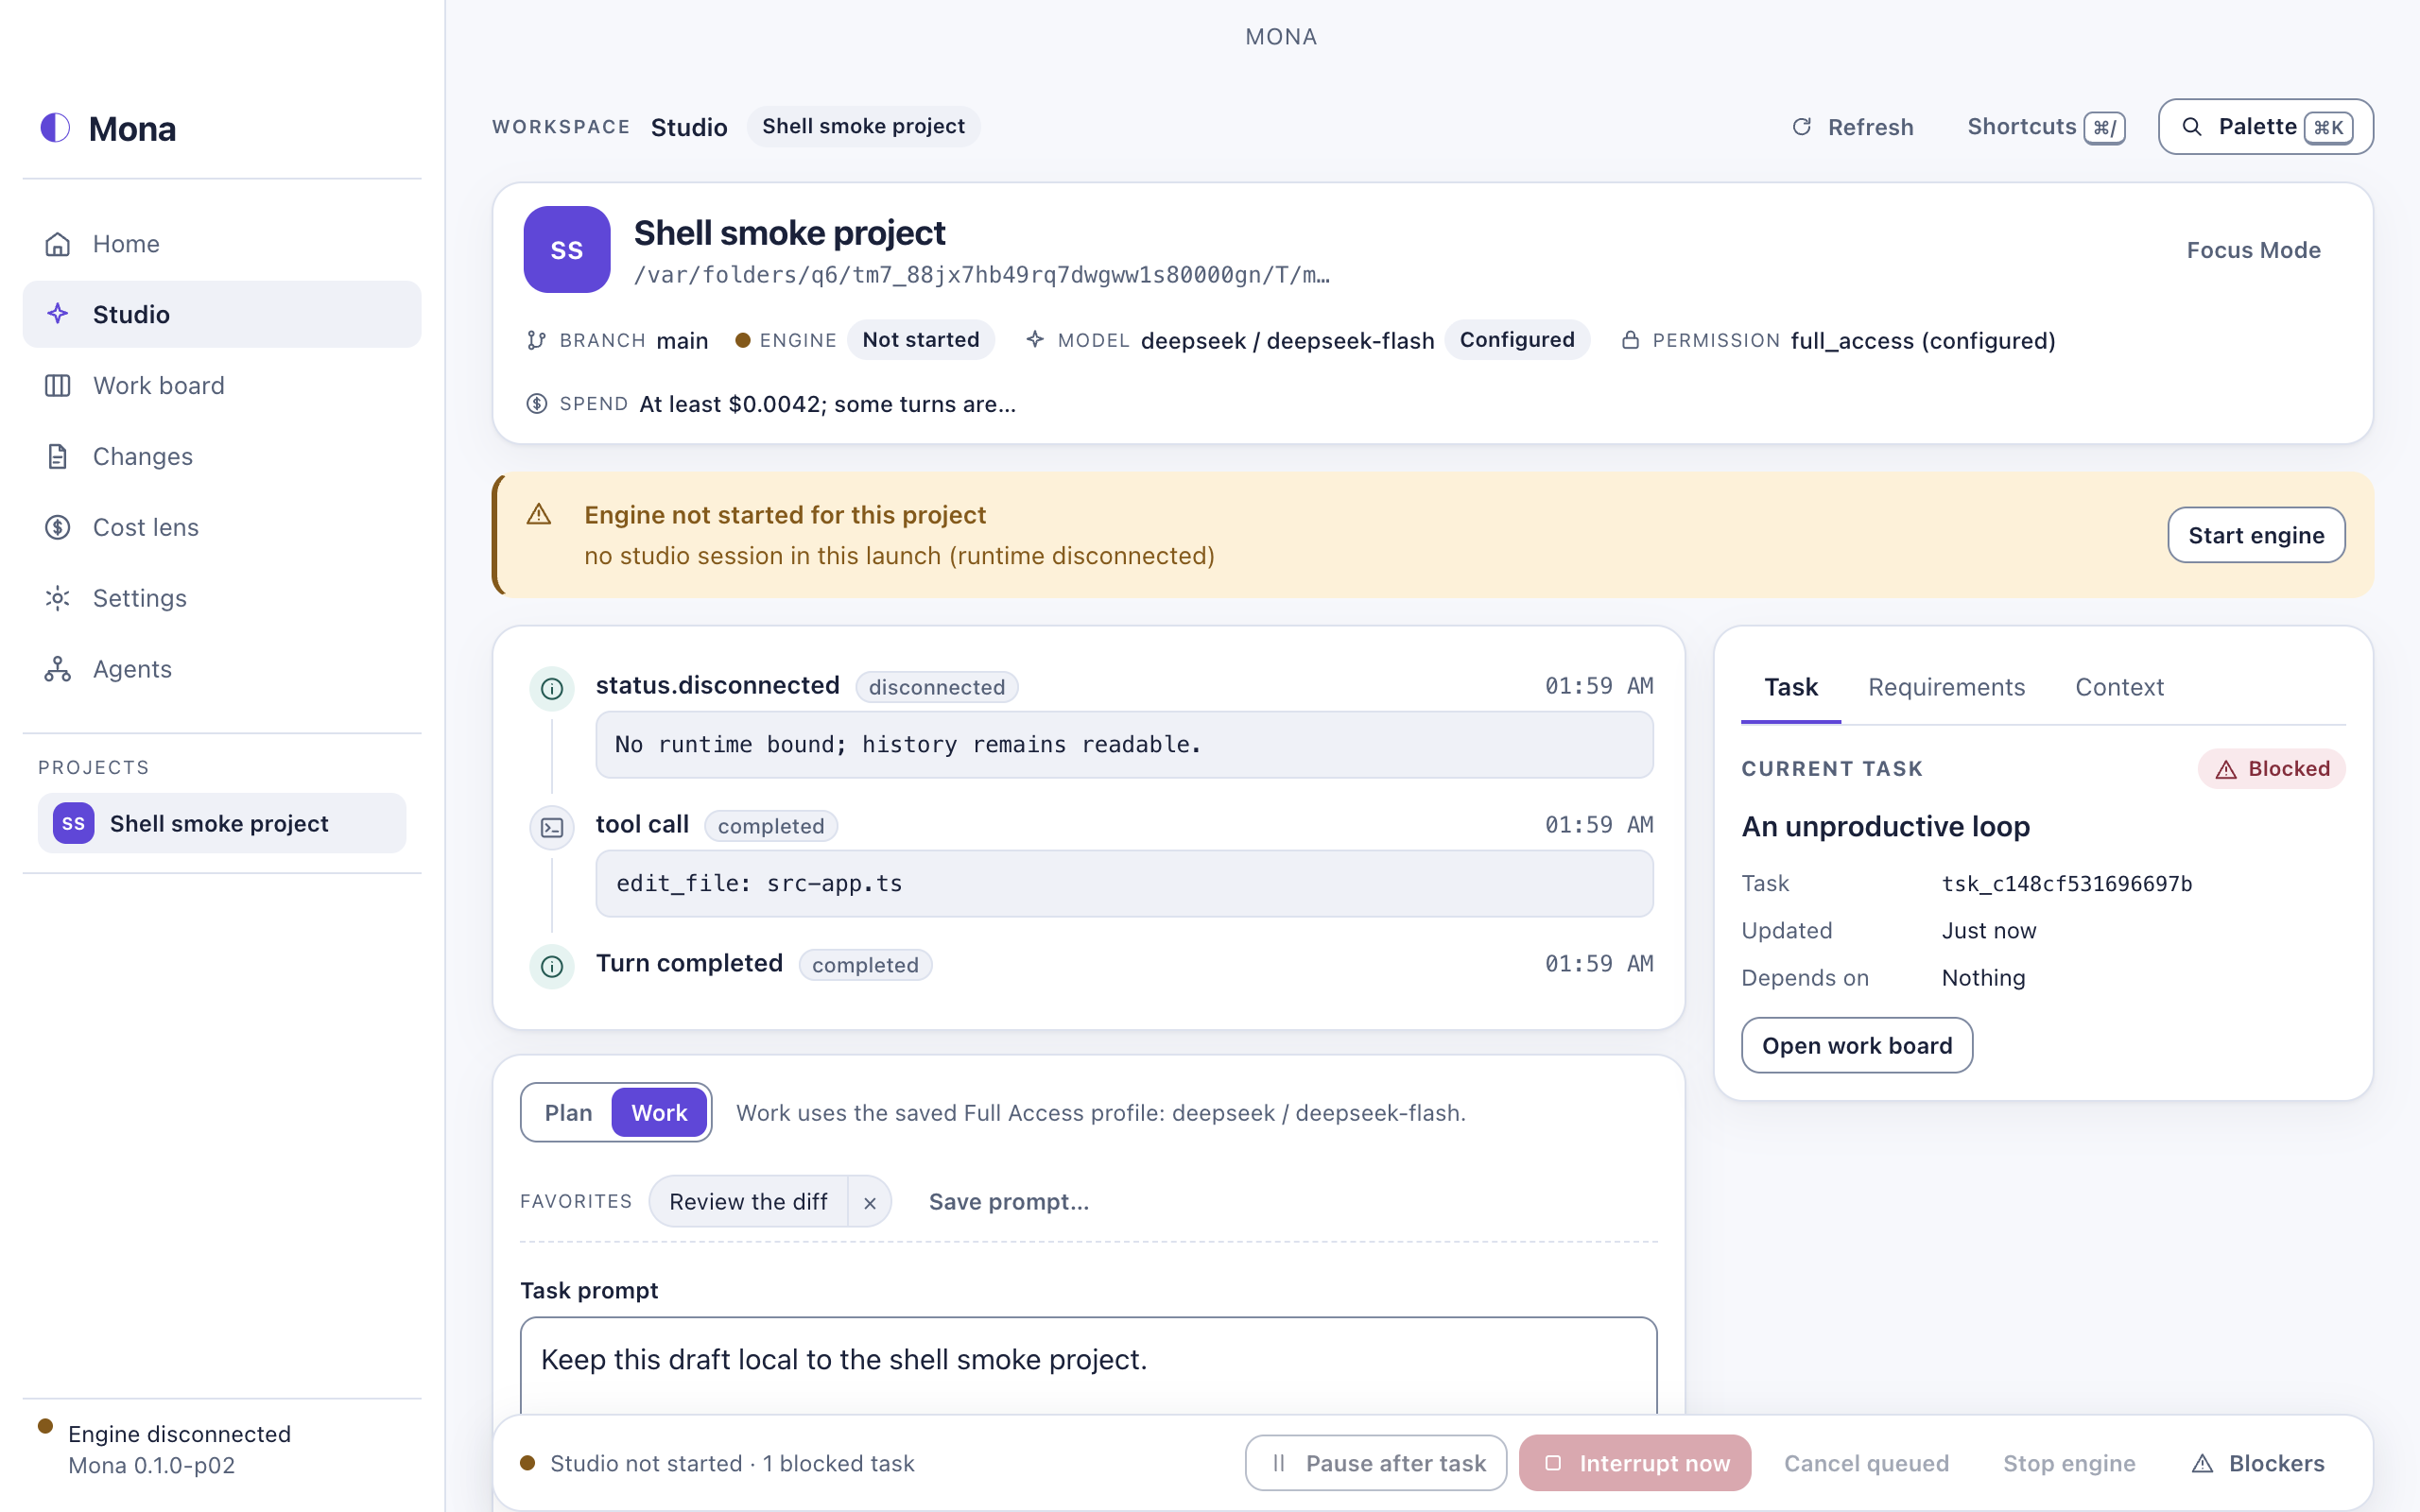 MONA
Mona
Home
Studio
Work board
Changes
Cost lens
Settings
Agents
PROJECTS
SS Shell smoke project
Engine disconnected
Mona 0.1.0-p02
WORKSPACE Studio Shell smoke project
Refresh Shortcuts ⌘/ Palette ⌘K
SS
Shell smoke project
/var/folders/q6/tm7_88jx7hb49rq7dwgww1s80000gn/T/m…
Focus Mode
BRANCH main ENGINE Not started MODEL deepseek / deepseek-flash Configured PERMISSION full_access (configured)
SPEND At least $0.0042; some turns are...
Engine not started for this project
no studio session in this launch (runtime disconnected)
Start engine
status.disconnected disconnected 01:59 AM
No runtime bound; history remains readable.
tool call completed 01:59 AM
edit_file: src-app.ts
Turn completed completed 01:59 AM
Plan Work Work uses the saved Full Access profile: deepseek / deepseek-flash.
FAVORITES Review the diff × Save prompt...
Task prompt
Keep this draft local to the shell smoke project.
Task Requirements Context
CURRENT TASK Blocked
An unproductive loop
Task tsk_c148cf531696697b
Updated Just now
Depends on Nothing
Open work board
Studio not started · 1 blocked task
Pause after task Interrupt now Cancel queued Stop engine Blockers